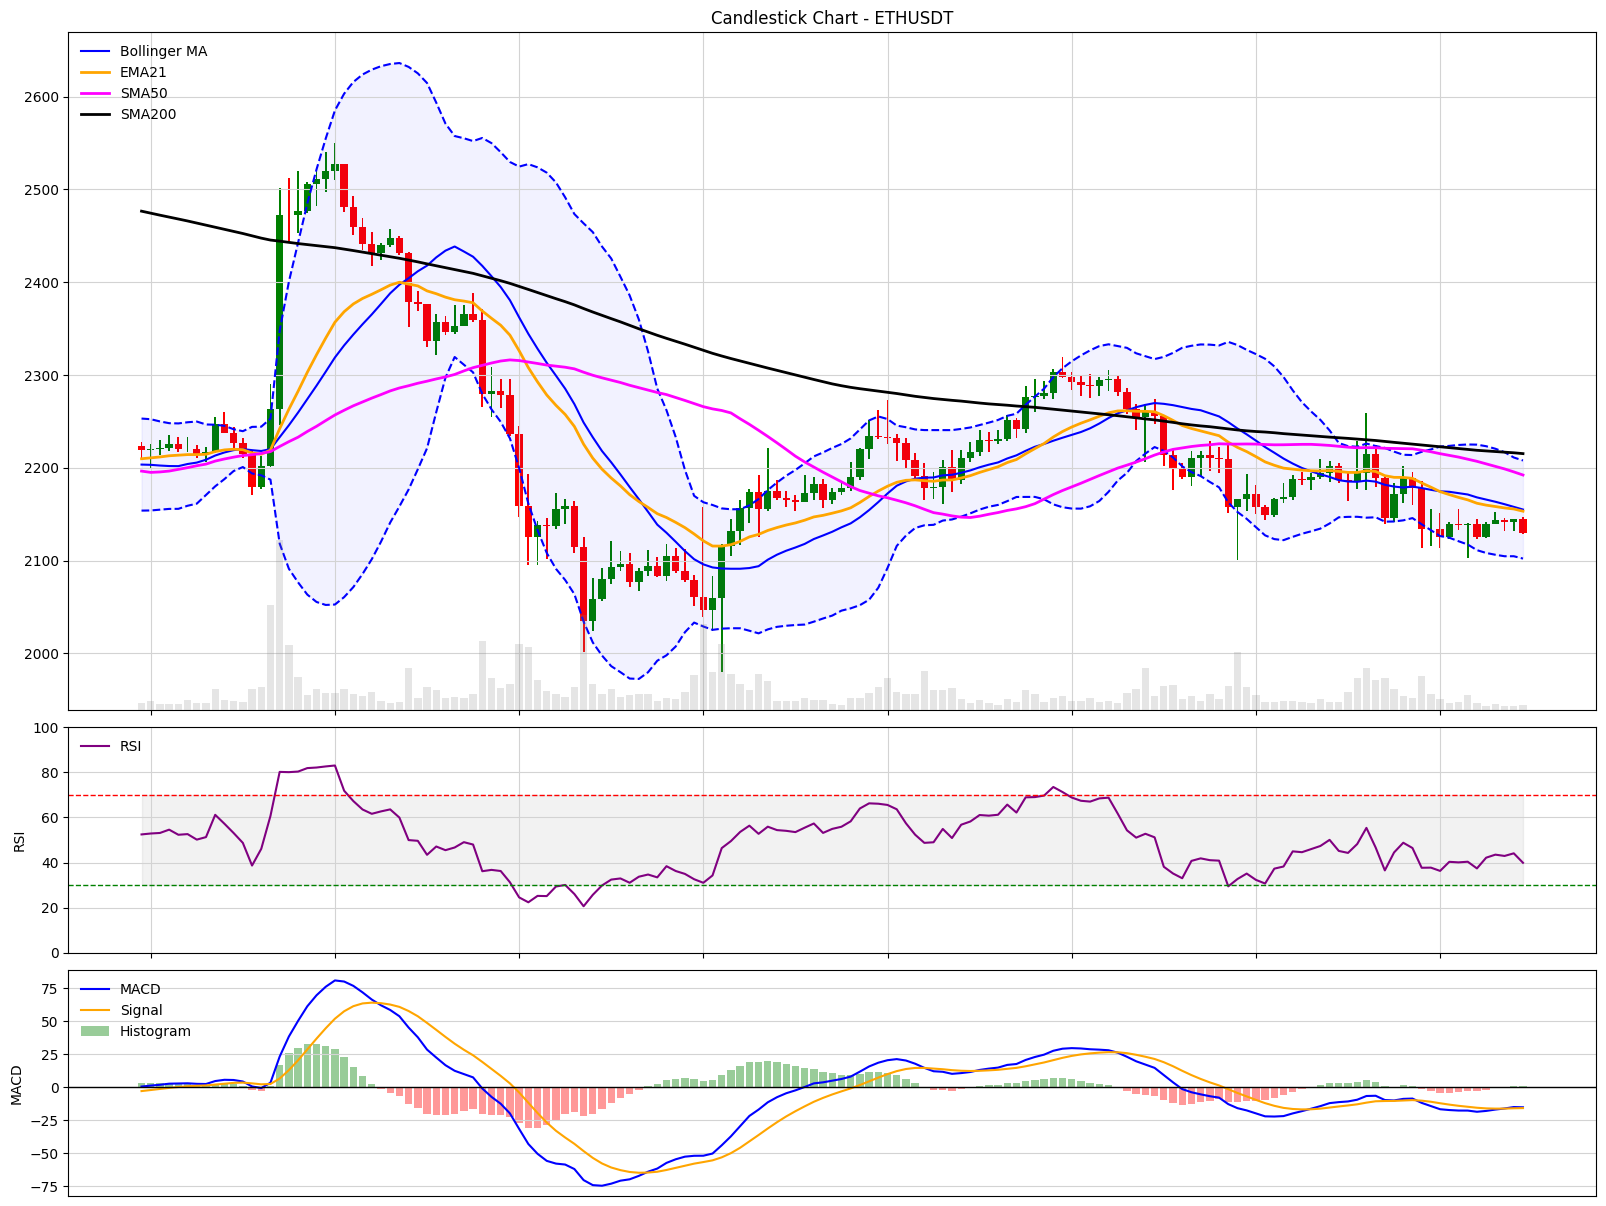 Candlestick Chart - ETHUSDT
Bollinger MA
EMA21
SMA50
SMA200
2600
2500
2400
2300
2200
2100
2000
RSI
100
80
60
40
20
0
RSI
MACD
Signal
Histogram
75
50
25
0
−25
−50
−75
MACD